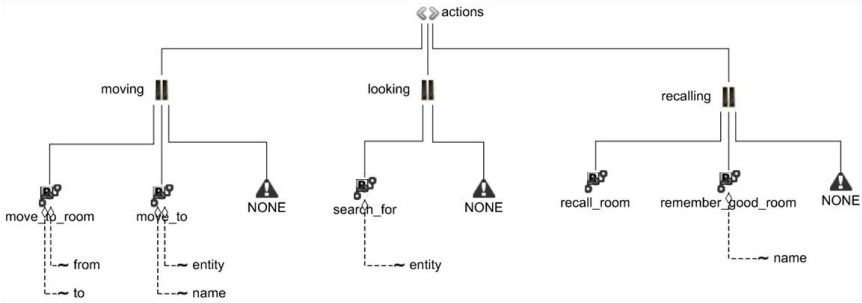 actions
moving
looking
recalling
move_to_room
move_to
NONE
search_for
NONE
recall_room
remember_good_room
NONE
from
to
entity
name
entity
name